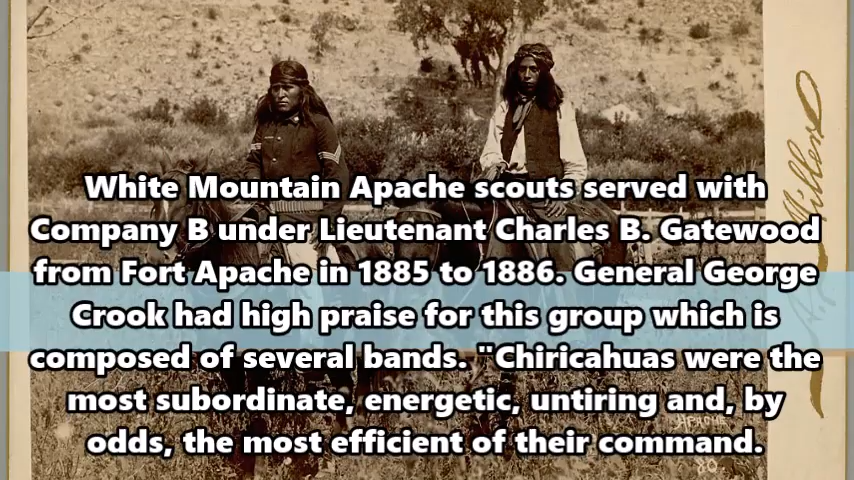 White Mountain Apache scouts served with
Company B under Lieutenant Charles B. Gatewood
from Fort Apache in 1885 to 1886. General George
Crook had high praise for this group which is
composed of several bands. "Chiricahuas were the
most subordinate, energetic, untiring and, by
odds, the most efficient of their command.
APACHE
80